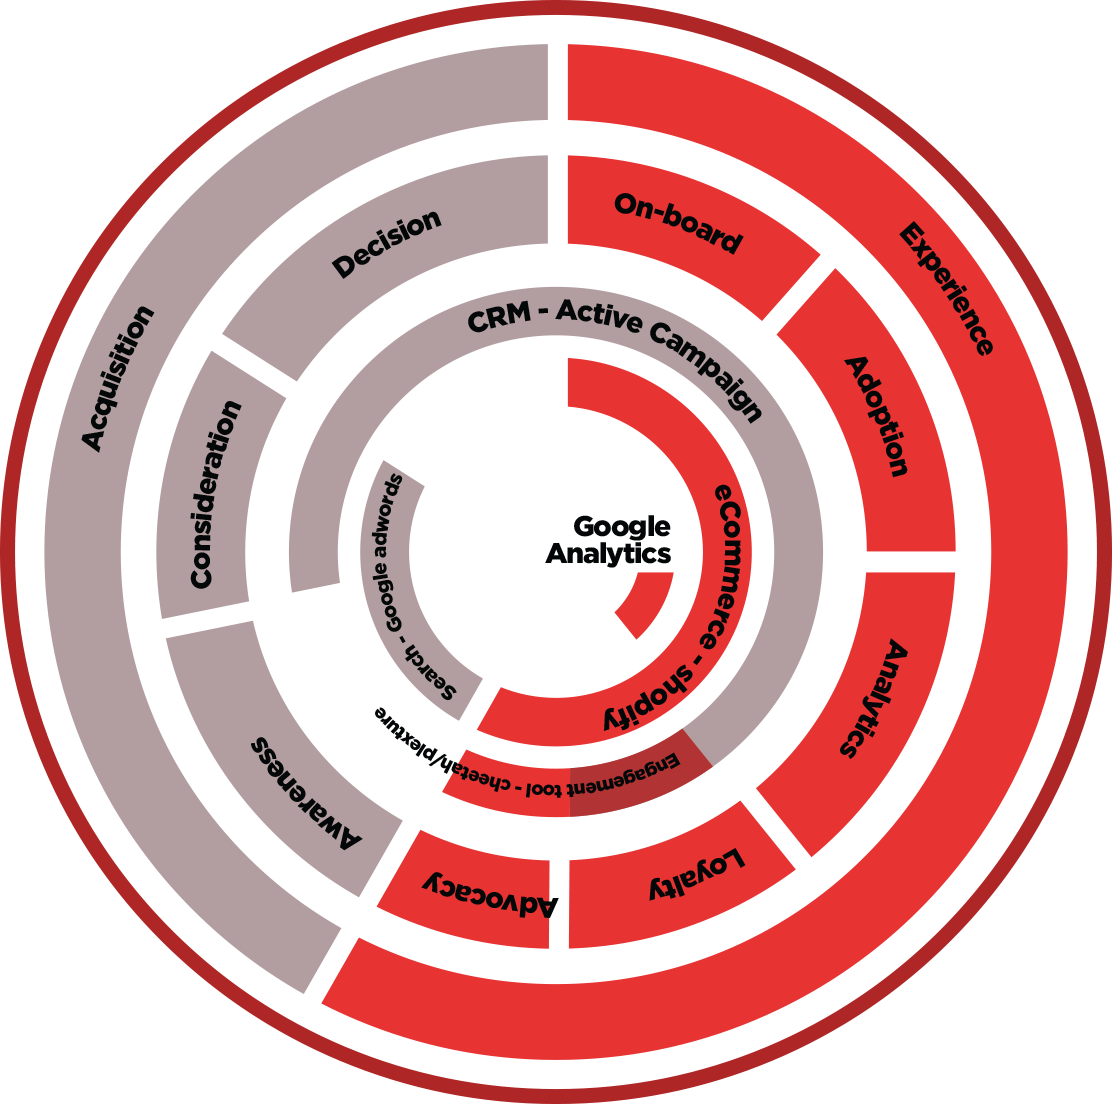 Acquisition
Experience
Decision
On-board
Consideration
Adoption
Awareness
Analytics
Advocacy
Loyalty
CRM - Active Campaign
Search - Google adwords
eCommerce - shopify
Engagement tool - cheetah/plexture
Google
Analytics